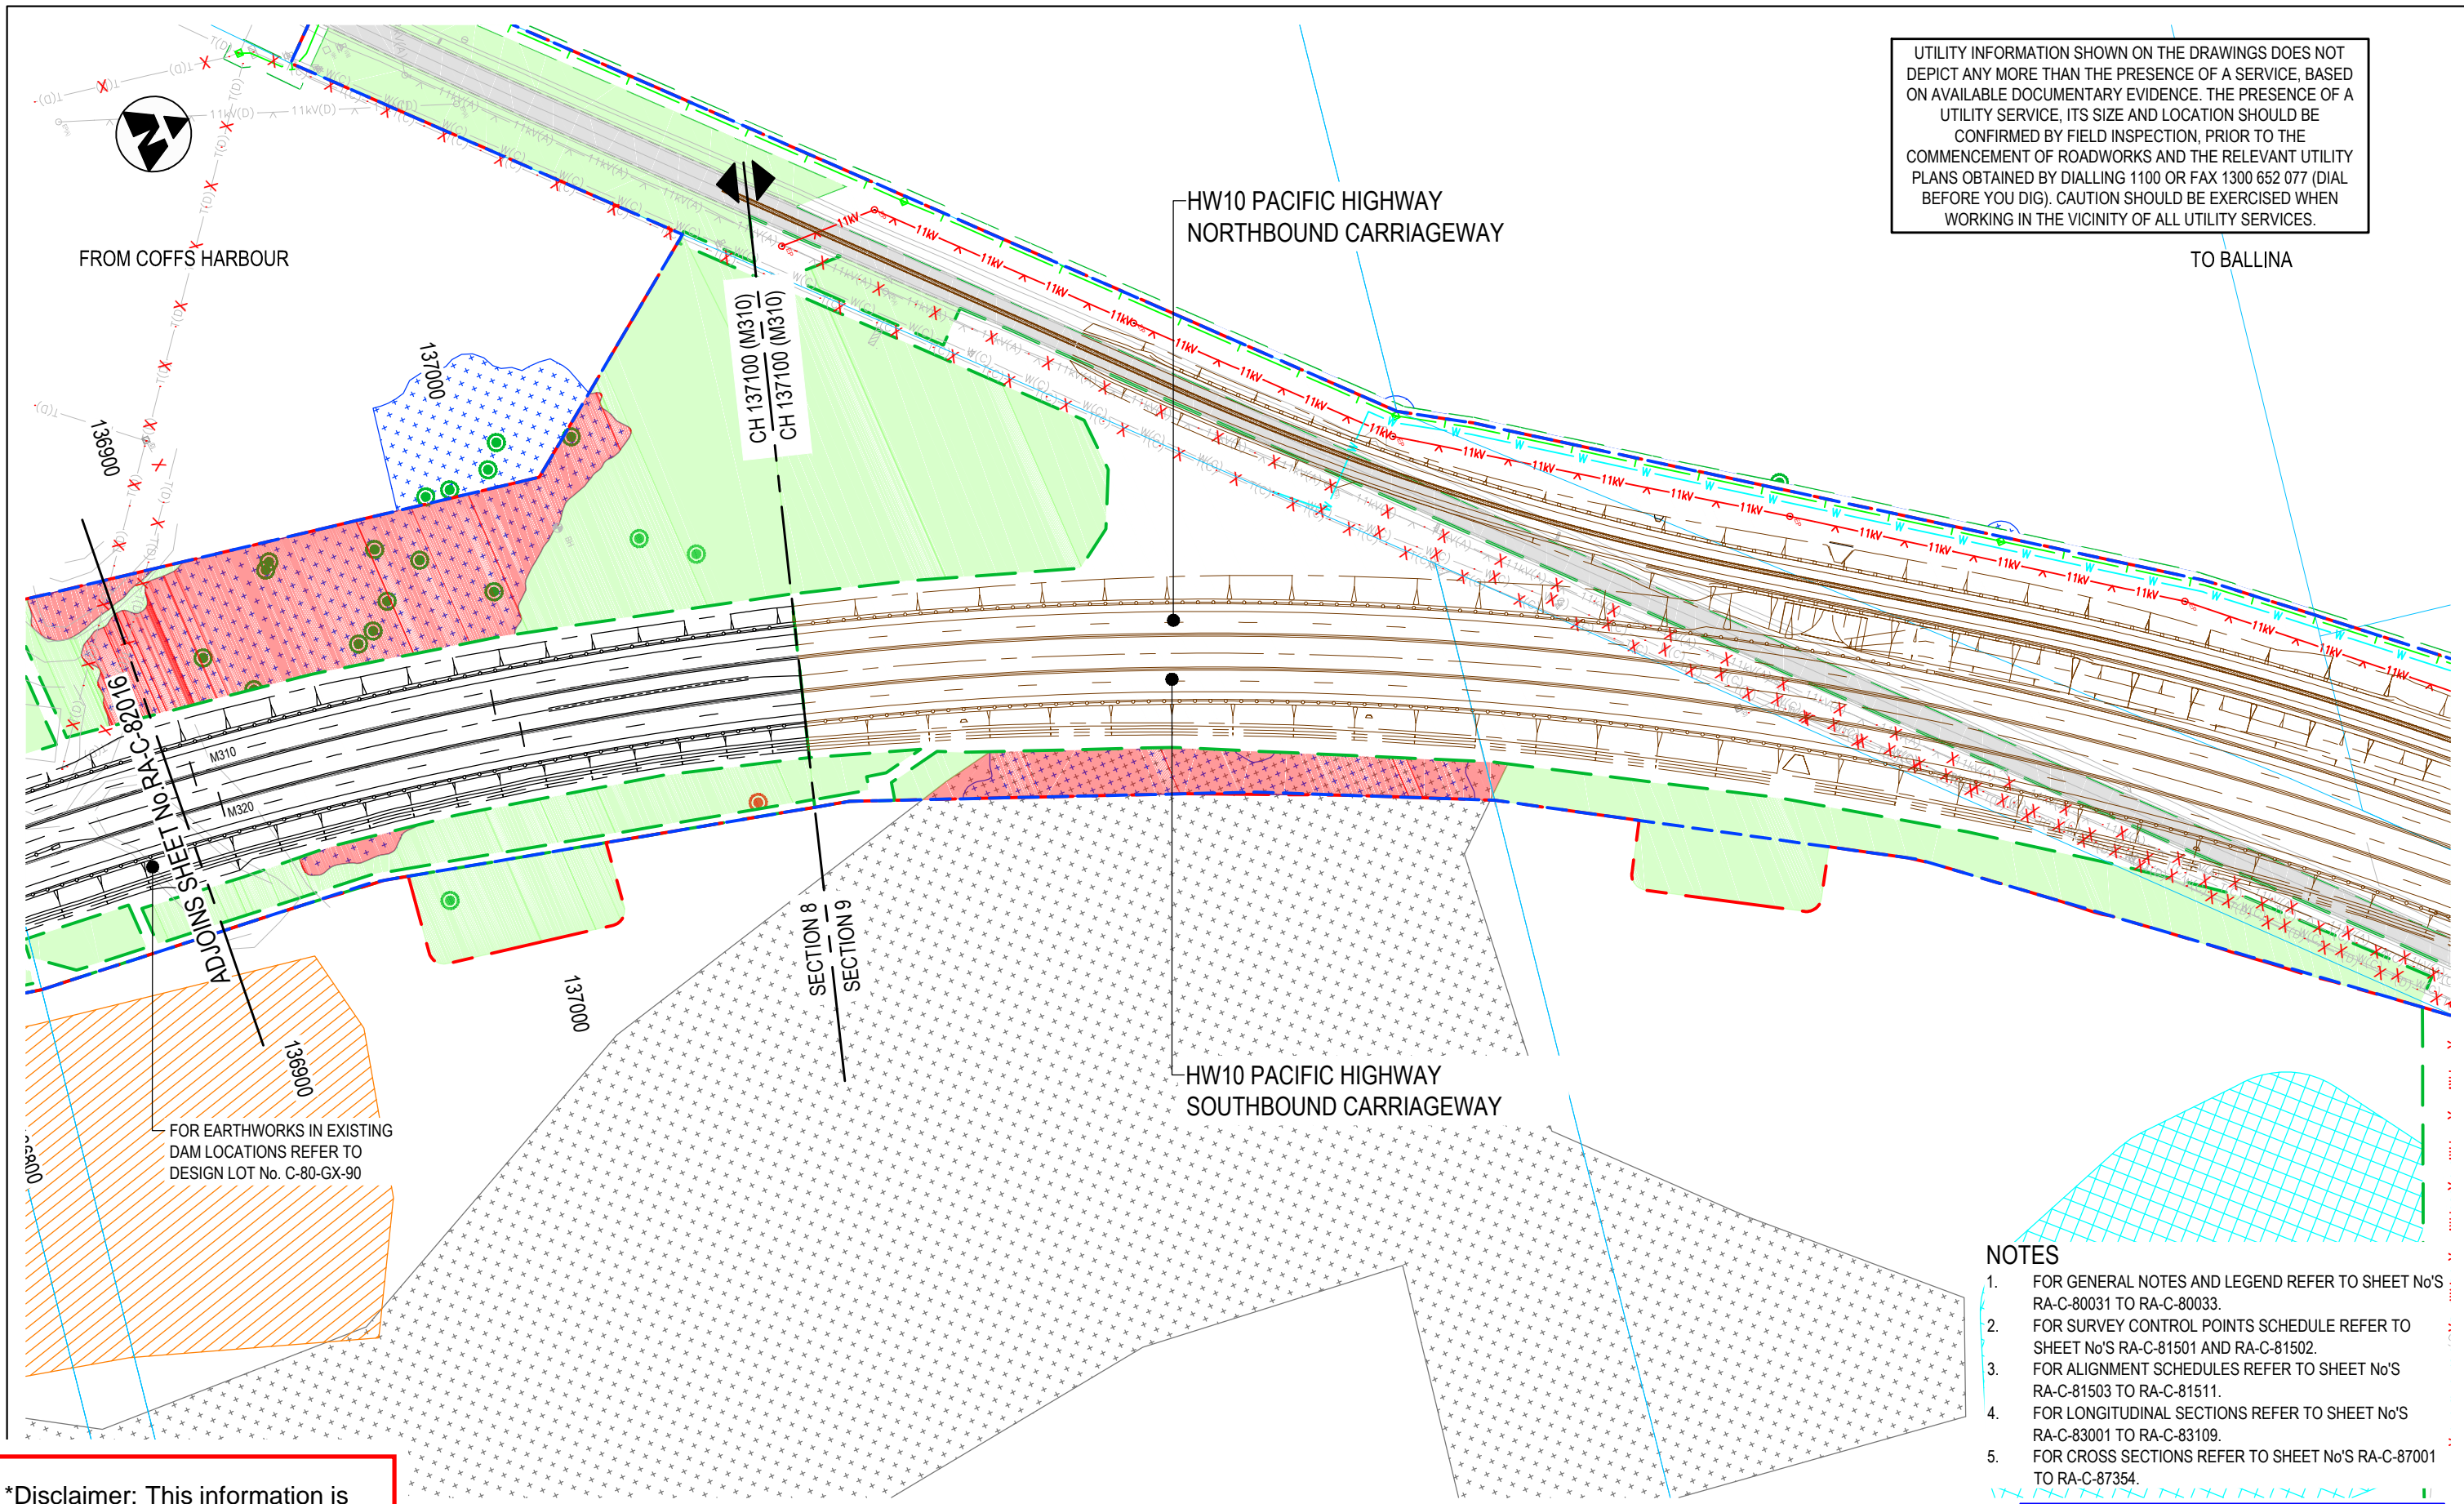 UTILITY INFORMATION SHOWN ON THE DRAWINGS DOES NOT
DEPICT ANY MORE THAN THE PRESENCE OF A SERVICE, BASED
ON AVAILABLE DOCUMENTARY EVIDENCE. THE PRESENCE OF A
UTILITY SERVICE, ITS SIZE AND LOCATION SHOULD BE
CONFIRMED BY FIELD INSPECTION, PRIOR TO THE
COMMENCEMENT OF ROADWORKS AND THE RELEVANT UTILITY
PLANS OBTAINED BY DIALLING 1100 OR FAX 1300 652 077 (DIAL
BEFORE YOU DIG). CAUTION SHOULD BE EXERCISED WHEN
WORKING IN THE VICINITY OF ALL UTILITY SERVICES.
FROM COFFS HARBOUR
TO BALLINA
HW10 PACIFIC HIGHWAY
NORTHBOUND CARRIAGEWAY
CH 137100 (M310)
CH 137100 (M310)
137000
136900
ADJOINS SHEET No.RA-C-82016
M310
M320
SECTION 8
SECTION 9
137000
136900
HW10 PACIFIC HIGHWAY
SOUTHBOUND CARRIAGEWAY
FOR EARTHWORKS IN EXISTING
DAM LOCATIONS REFER TO
DESIGN LOT No. C-80-GX-90
NOTES
1. FOR GENERAL NOTES AND LEGEND REFER TO SHEET No'S
RA-C-80031 TO RA-C-80033.
2. FOR SURVEY CONTROL POINTS SCHEDULE REFER TO
SHEET No'S RA-C-81501 AND RA-C-81502.
3. FOR ALIGNMENT SCHEDULES REFER TO SHEET No'S
RA-C-81503 TO RA-C-81511.
4. FOR LONGITUDINAL SECTIONS REFER TO SHEET No'S
RA-C-83001 TO RA-C-83109.
5. FOR CROSS SECTIONS REFER TO SHEET No'S RA-C-87001
TO RA-C-87354.
*Disclaimer: This information is